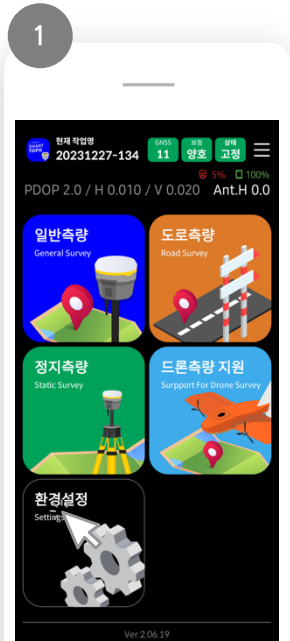 1
SMART
TOPO
현재 작업명
20231227-134
GNSS
11
보정
양호
상태
고정
5%
100%
PDOP 2.0 / H 0.010 / V 0.020
Ant.H 0.0
일반측량
General Survey
도로측량
Road Survey
정지측량
Static Survey
드론측량 지원
Surpport For Drone Survey
환경설정
Settings
Ver.2.06.19